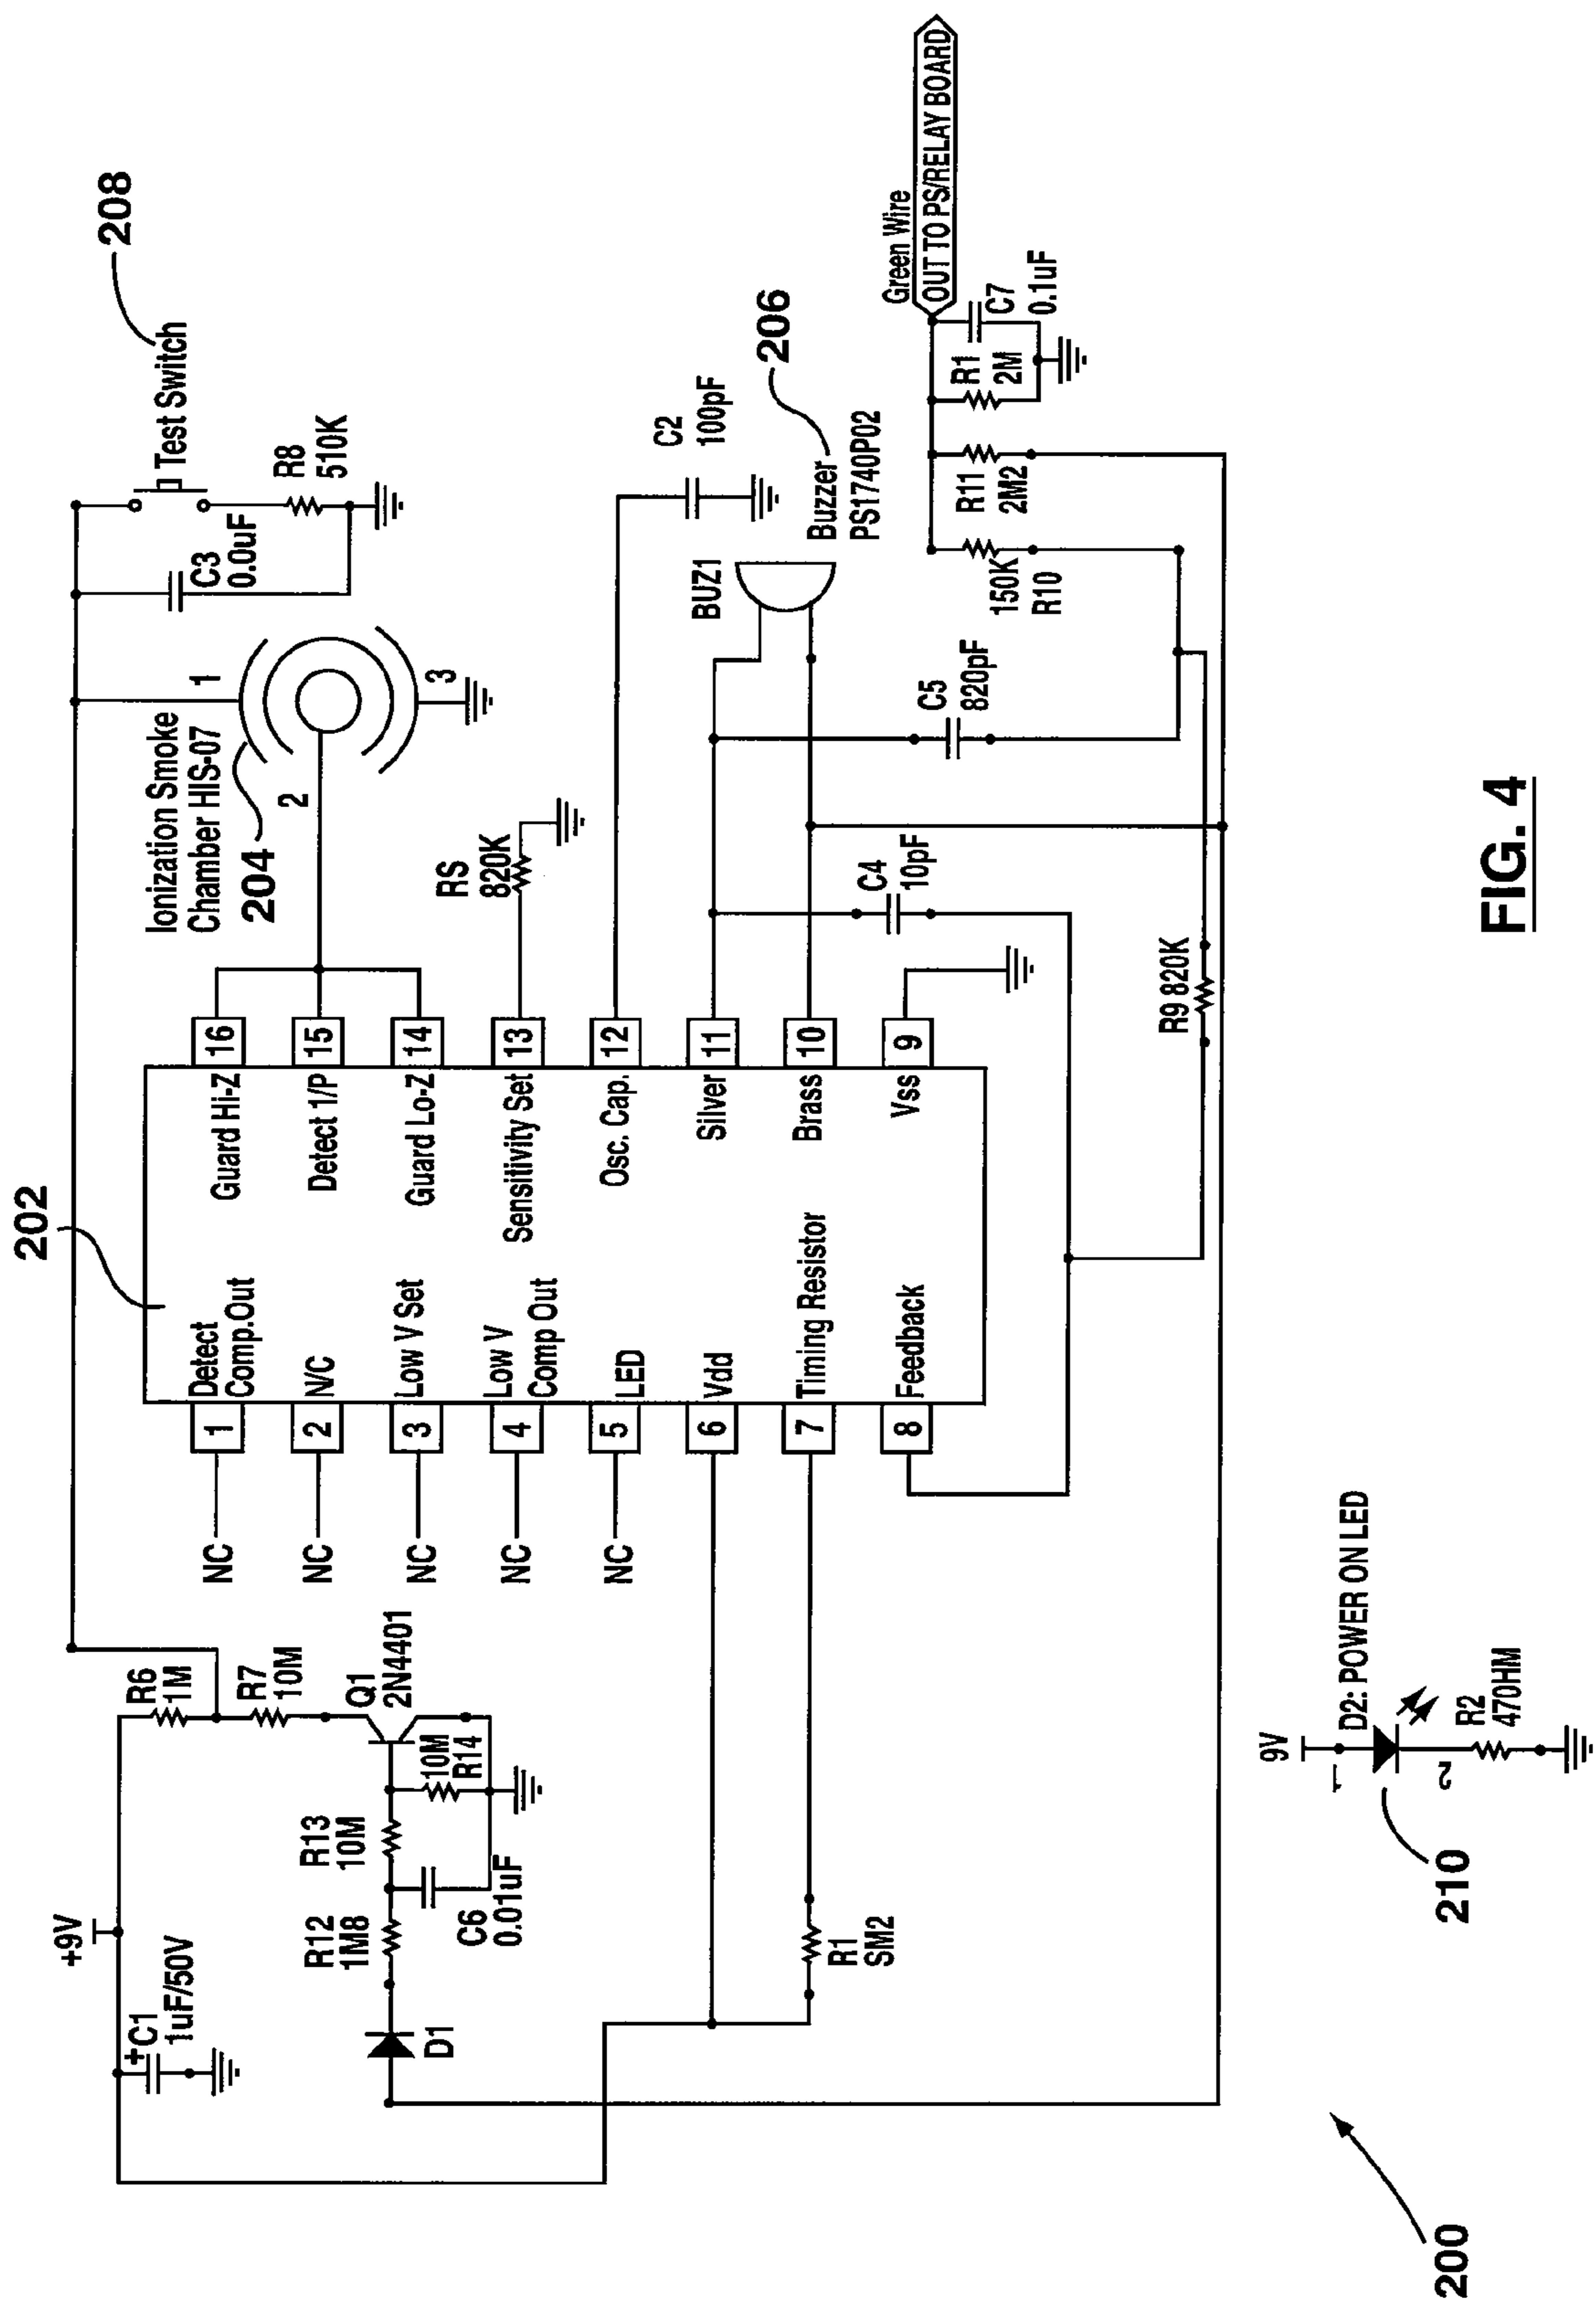 200
202
208
+9V
+
C1
1uF/50V
R6
1M
R7
10M
Q1
2N4401
10M
R14
R13
10M
R12
1M8
C6
0.01uF
D1
R1
SM2
NC
NC
NC
NC
NC
1
2
3
4
5
6
7
8
Detect
Comp.Out
N/C
Low V Set
Low V
Comp Out
LED
Vdd
Timing Resistor
Feedback
Guard Hi-Z
Detect 1/P
Guard Lo-Z
Sensitivity Set
Osc. Cap.
Silver
Brass
Vss
16
15
14
13
12
11
10
9
Ionization Smoke
Chamber HIS-07
204
1
2
3
C3
0.0uF
Test Switch
R8
510K
RS
820K
C2
100pF
BUZ1
206
Buzzer
PS1740P02
C4
10pF
C5
820pF
R9 820K
150K
R10
R11
2M2
R1
2M
C7
0.1uF
Green Wire
OUT TO PS/RELAY BOARD
9V
D2: POWER ON LED
1
2
R2
470HM
210
FIG. 4